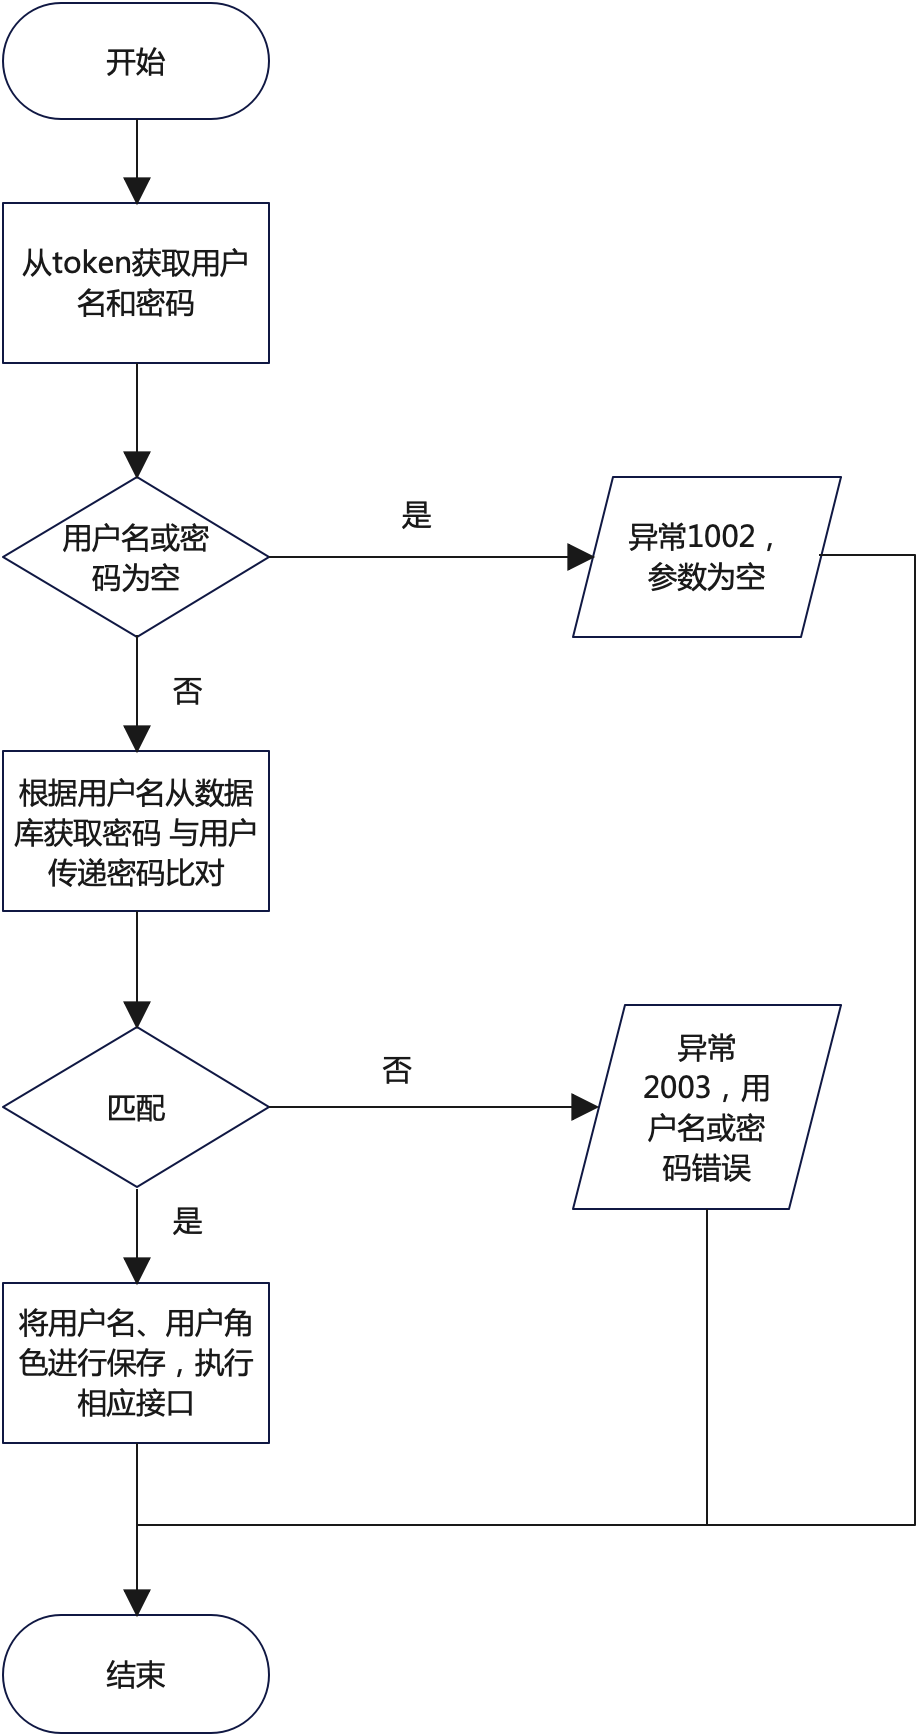 开始
从token获取用户
名和密码
用户名或密
码为空
是
异常1002，
参数为空
否
根据用户名从数据
库获取密码 与用户
传递密码比对
匹配
否
异常
2003，用
户名或密
码错误
是
将用户名、用户角
色进行保存，执行
相应接口
结束